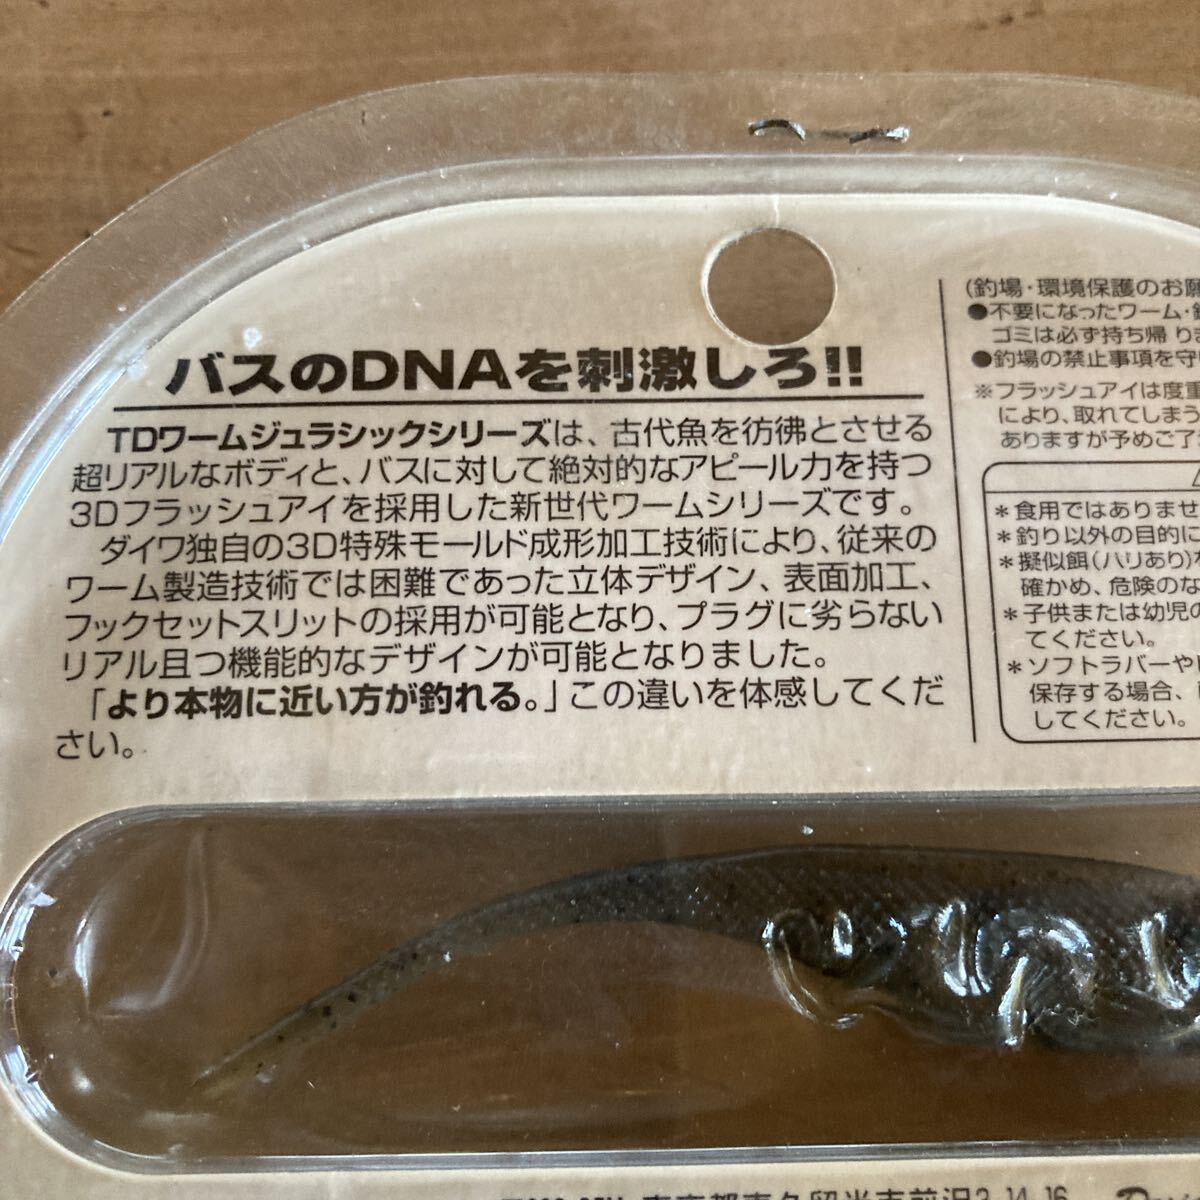 バスのDNAを刺激しろ!!
TDワームジュラシックシリーズは、古代魚を彷彿とさせる
超リアルなボディと、バスに対して絶対的なアピール力を持つ
3Dフラッシュアイを採用した新世代ワームシリーズです。
ダイワ独自の3D特殊モールド成形加工技術により、従来の
ワーム製造技術では困難であった立体デザイン、表面加工、
フックセットスリットの採用が可能となり、プラグに劣らない
リアル且つ機能的なデザインが可能となりました。
「より本物に近い方が釣れる。」この違いを体感してくだ
さい。
(釣場・環境保護のお願
●不要になったワーム・
ゴミは必ず持ち帰 りま
●釣場の禁止事項を守
※フラッシュアイは度重
により、取れてしまう
ありますが予めご了
＊食用ではありませ
＊釣り以外の目的に
＊擬似餌(ハリあり)を
確かめ、危険のな
＊子供または幼児の
てください。
＊ソフトラバーや
保存する場合、
してください。
東京都東久留米市前沢3-14-16